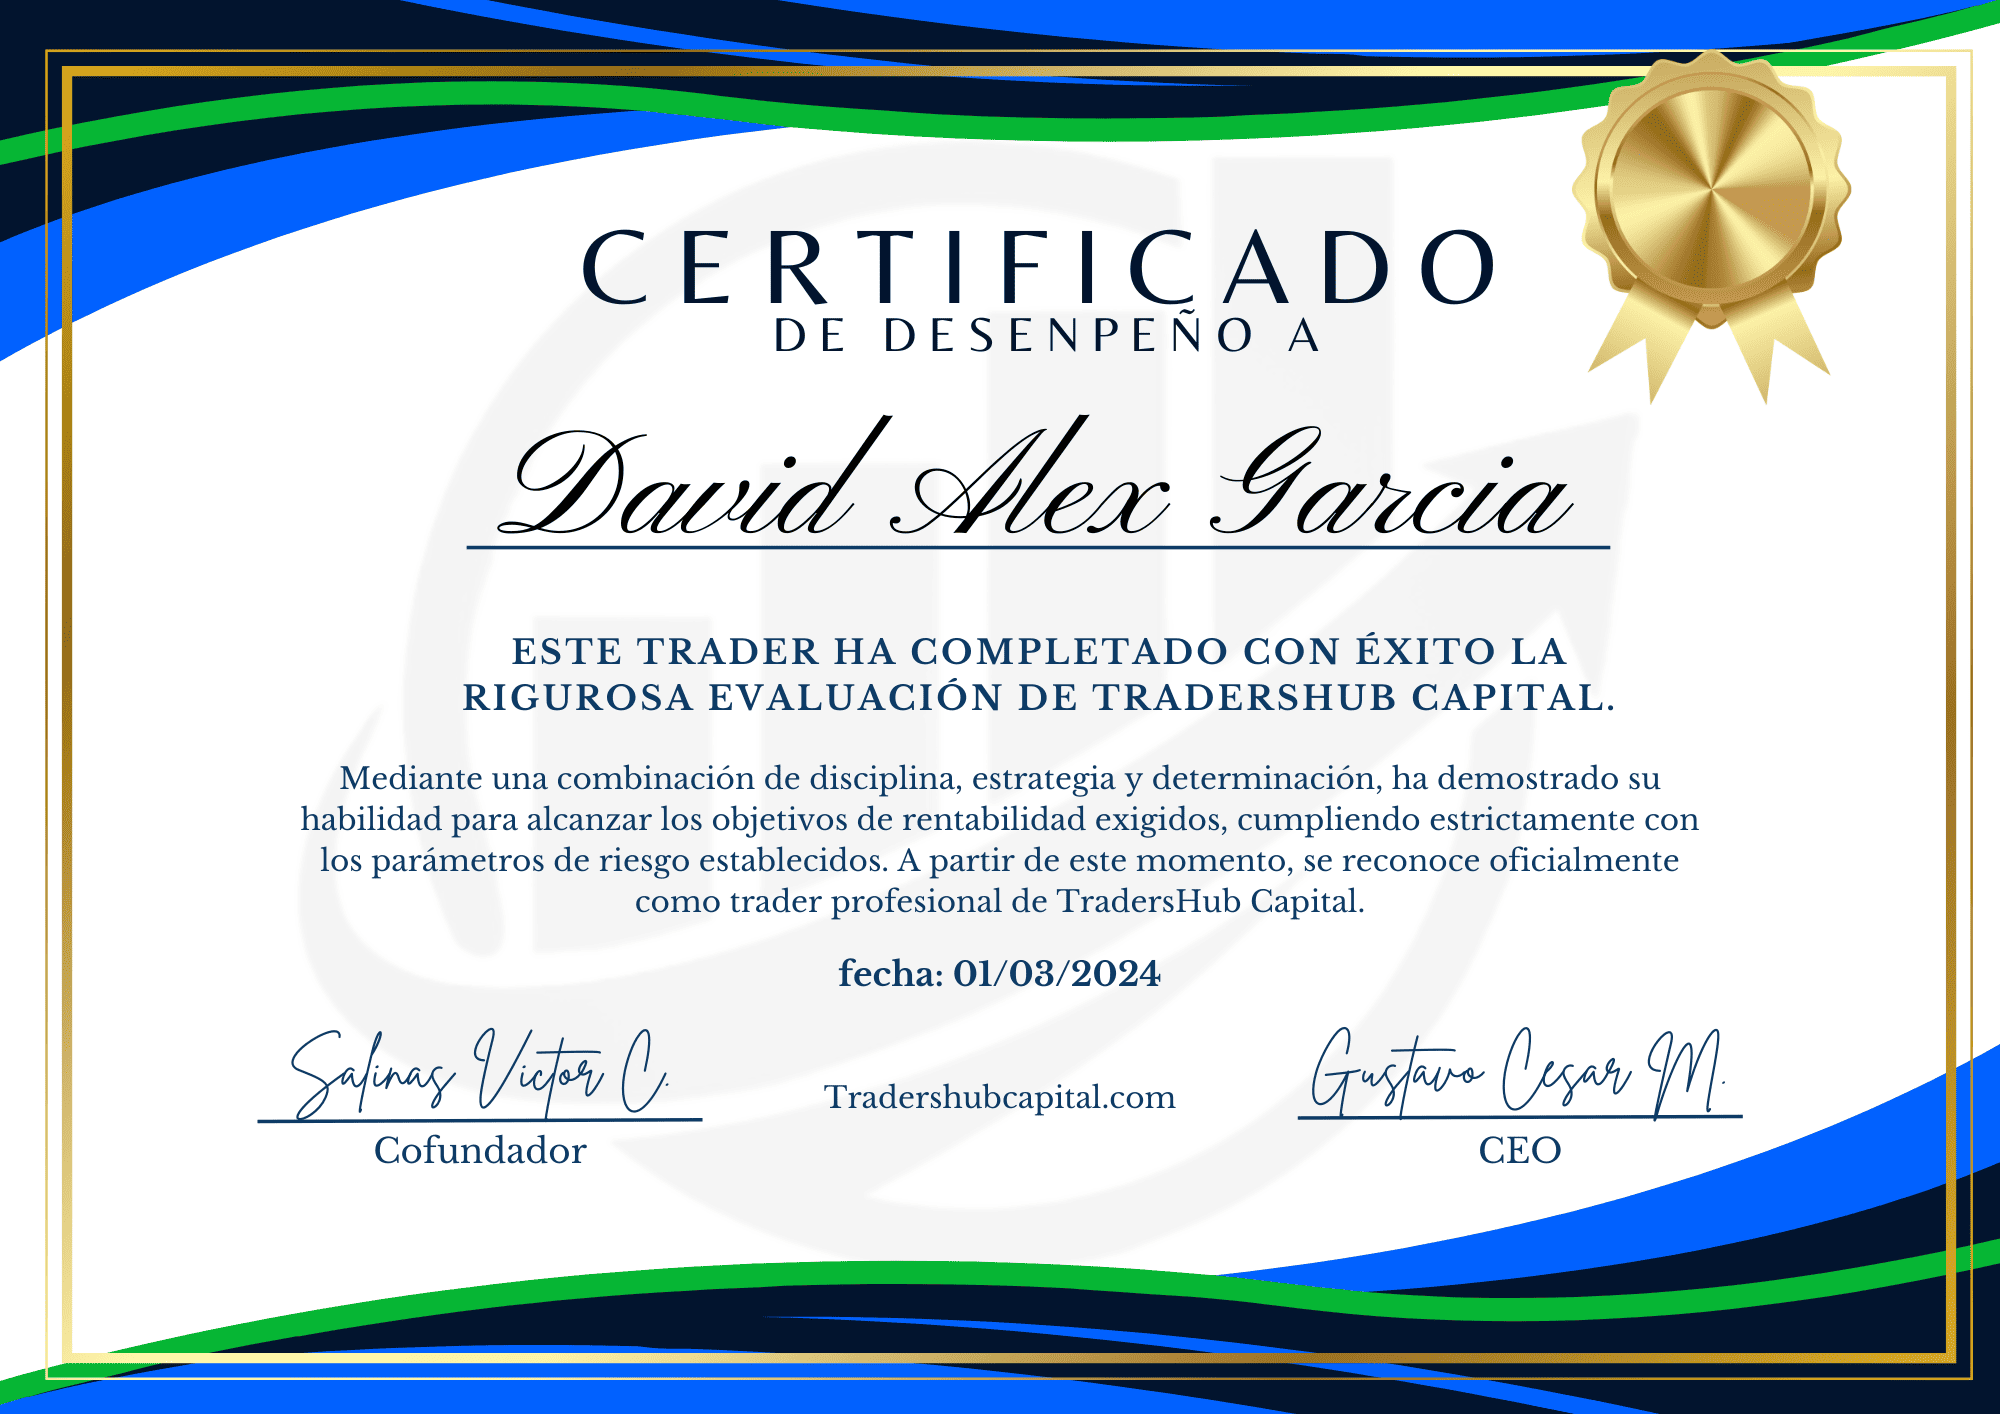 CERTIFICADO
DE DESENPEÑO A
David Alex Garcia
ESTE TRADER HA COMPLETADO CON ÉXITO LA
RIGUROSA EVALUACIÓN DE TRADERSHUB CAPITAL.
Mediante una combinación de disciplina, estrategia y determinación, ha demostrado su
habilidad para alcanzar los objetivos de rentabilidad exigidos, cumpliendo estrictamente con
los parámetros de riesgo establecidos. A partir de este momento, se reconoce oficialmente
como trader profesional de TradersHub Capital.
fecha: 01/03/2024
Salinas Victor C.
Cofundador
Tradershubcapital.com
Gustavo Cesar M.
CEO